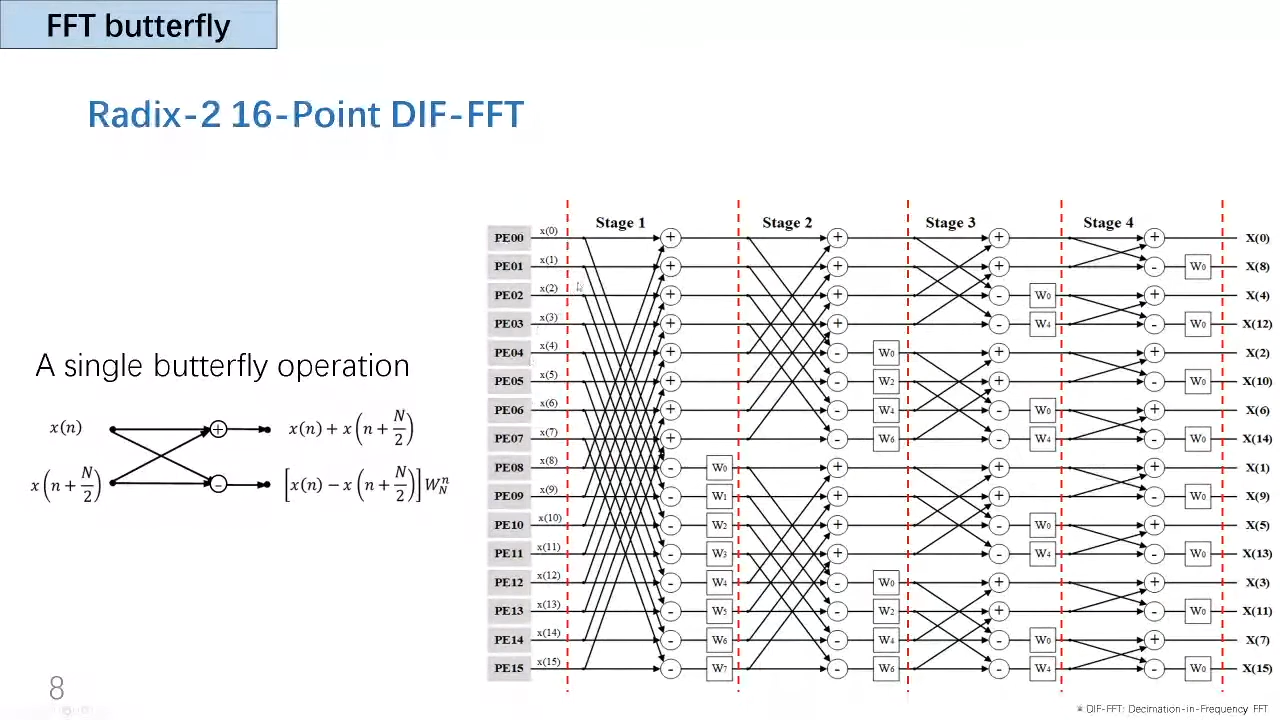 FFT butterfly
Radix-2 16-Point DIF-FFT
A single butterfly operation
x(n) + x(n) + x(n + N/2)
x(n + N/2) - [x(n) − x(n + N/2)] W_N^n
Stage 1 Stage 2 Stage 3 Stage 4
PE00 x(0) + + + + X(0)
PE01 x(1) + + + - W0 X(8)
PE02 x(2) + + - W0 + X(4)
PE03 x(3) + + - W4 - W0 X(12)
PE04 x(4) + - W0 + + X(2)
PE05 x(5) + - W2 + - W0 X(10)
PE06 x(6) + - W4 - W0 + X(6)
PE07 x(7) + - W6 - W4 - W0 X(14)
PE08 x(8) - W0 + + + X(1)
PE09 x(9) - W1 + + - W0 X(9)
PE10 x(10) - W2 + - W0 + X(5)
PE11 x(11) - W3 + - W4 - W0 X(13)
PE12 x(12) - W4 - W0 + + X(3)
PE13 x(13) - W5 - W2 + - W0 X(11)
PE14 x(14) - W6 - W4 - W0 + X(7)
PE15 x(15) - W7 - W6 - W4 - W0 X(15)
8
※ DIF-FFT: Decimation-in-Frequency FFT